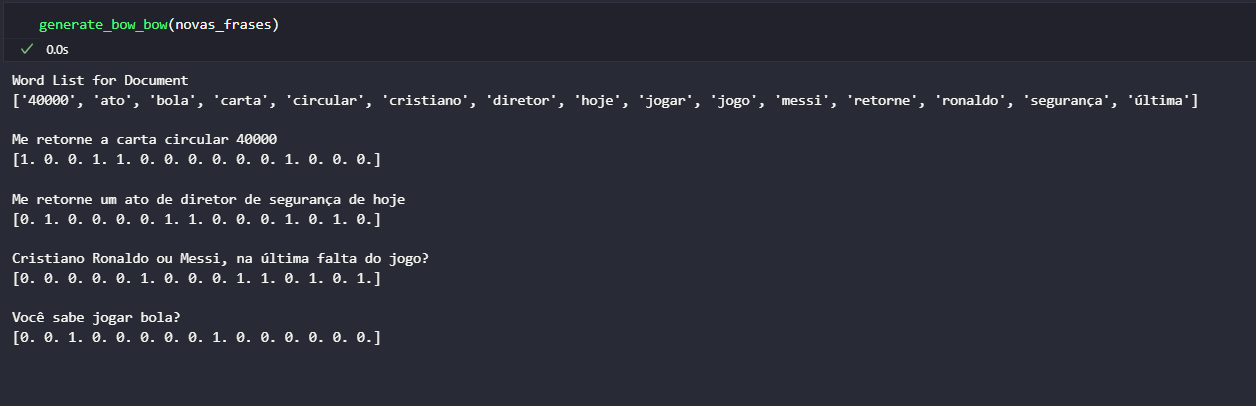 generate_bow_bow(novas_frases)
0.0s
Word List for Document
['40000', 'ato', 'bola', 'carta', 'circular', 'cristiano', 'diretor', 'hoje', 'jogar', 'jogo', 'messi', 'retorne', 'ronaldo', 'segurança', 'última']
Me retorne a carta circular 40000
[1. 0. 0. 1. 1. 0. 0. 0. 0. 0. 0. 1. 0. 0. 0.]
Me retorne um ato de diretor de segurança de hoje
[0. 1. 0. 0. 0. 0. 1. 1. 0. 0. 0. 1. 0. 1. 0.]
Cristiano Ronaldo ou Messi, na última falta do jogo?
[0. 0. 0. 0. 0. 1. 0. 0. 0. 1. 1. 0. 1. 0. 1.]
Você sabe jogar bola?
[0. 0. 1. 0. 0. 0. 0. 0. 1. 0. 0. 0. 0. 0. 0.]